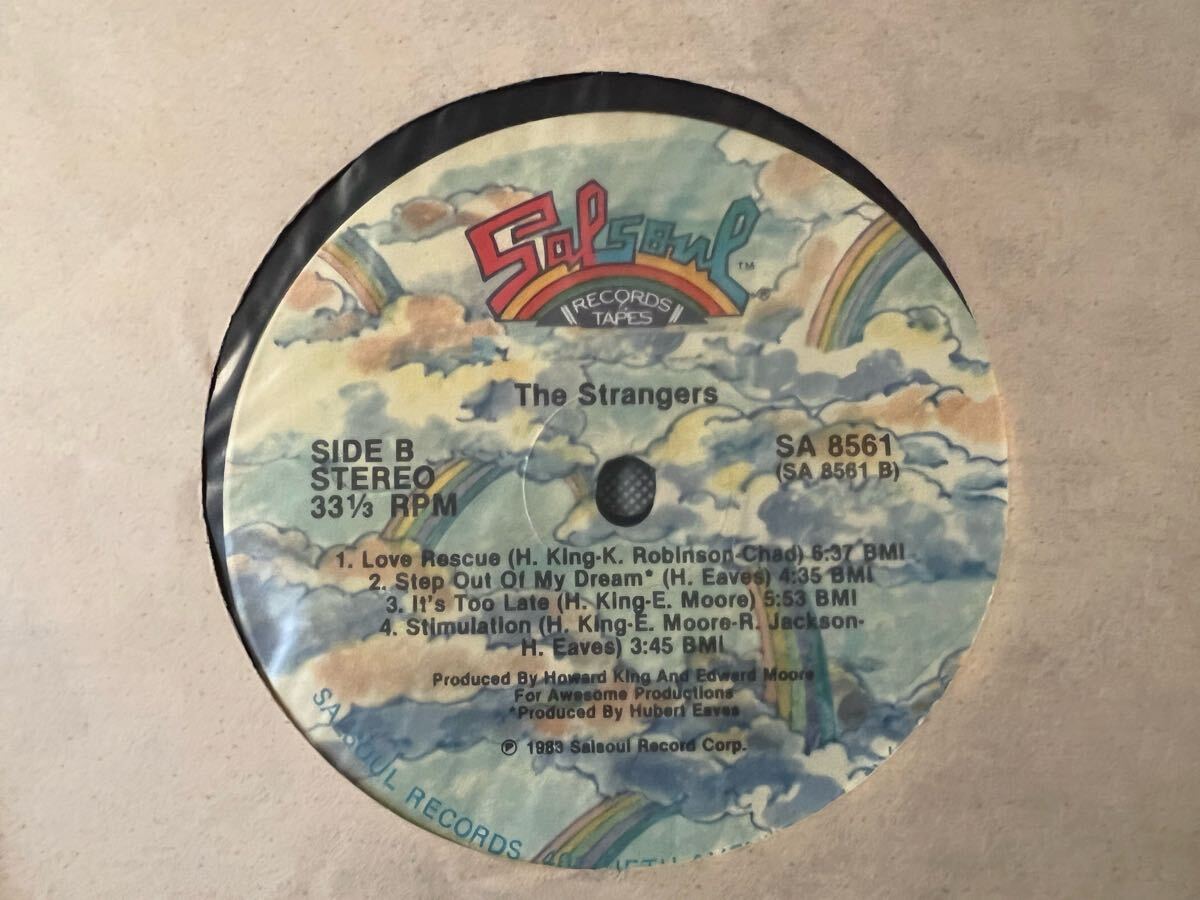 Salsoul TM
RECORDS
& TAPES
The Strangers
SIDE B
STEREO
33⅓ RPM
SA 8561
(SA 8561 B)
1. Love Rescue (H. King-K. Robinson-Chad) 6:37 BMI
2. Step Out Of My Dream* (H. Eaves) 4:35 BMI
3. It's Too Late (H. King-E. Moore) 5:53 BMI
4. Stimulation (H. King-E. Moore-R. Jackson-
H. Eaves) 3:45 BMI
Produced By Howard King And Edward Moore
For Awesome Productions
*Produced By Hubert Eaves
℗ 1983 Salsoul Record Corp.
SALSOUL RECORDS